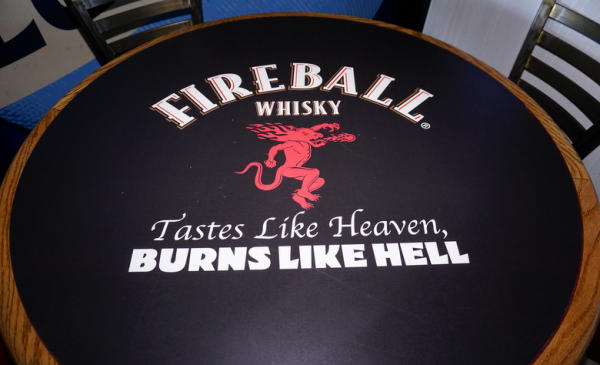 FIREBALL®
WHISKY
Tastes Like Heaven,
BURNS LIKE HELL